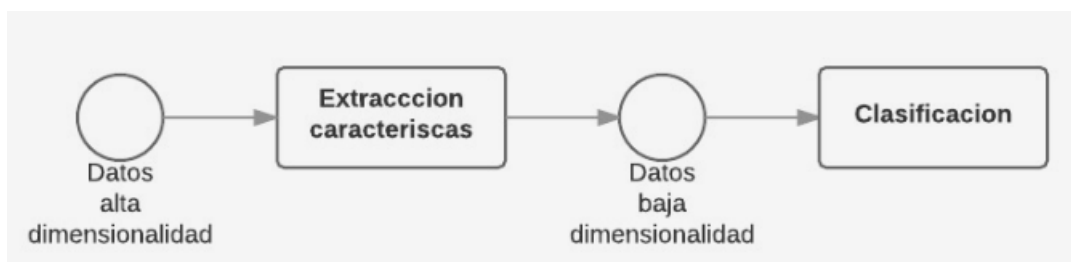 Extracccion
caracteriscas
Clasificacion
Datos
alta
dimensionalidad
Datos
baja
dimensionalidad